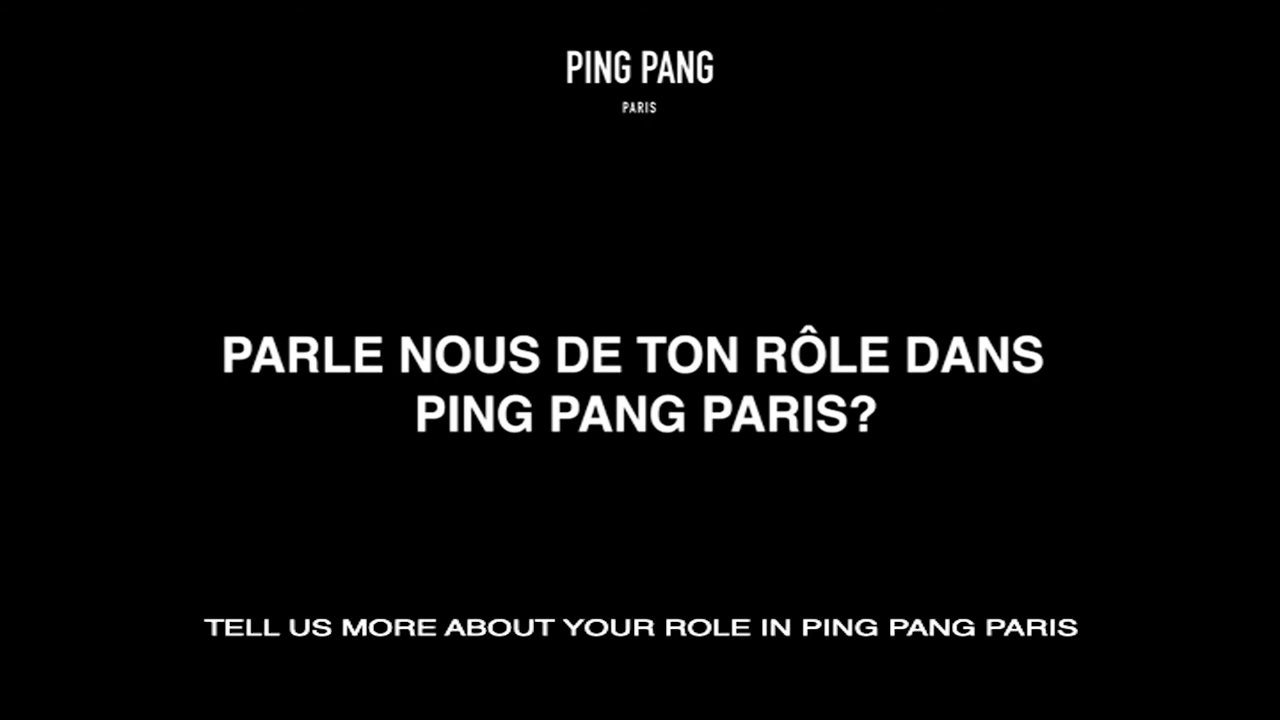 PING PANG
PARIS
PARLE NOUS DE TON RÔLE DANS
PING PANG PARIS?
TELL US MORE ABOUT YOUR ROLE IN PING PANG PARIS